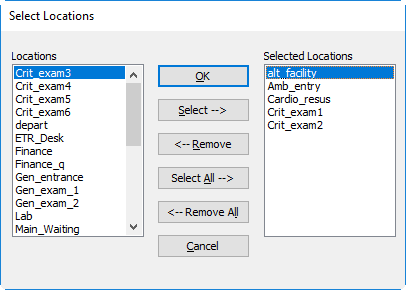 Select Locations
Locations
Crit_exam3
Crit_exam4
Crit_exam5
Crit_exam6
depart
ETR_Desk
Finance
Finance_q
Gen_entrance
Gen_exam_1
Gen_exam_2
Lab
Main_Waiting
OK
Select -->
<-- Remove
Select All -->
<-- Remove All
Cancel
Selected Locations
alt_facility
Amb_entry
Cardio_resus
Crit_exam1
Crit_exam2